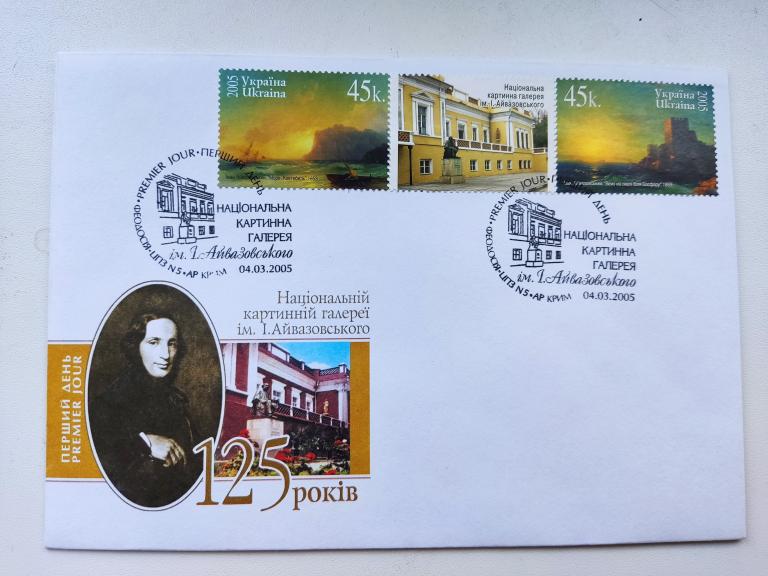 2005 Україна
Ukraina
45к.
Національна
картинна галерея
ім. І.Айвазовського
45к.
Україна 2005
Ukraina
PREMIER JOUR • ПЕРШИЙ ДЕНЬ
НАЦІОНАЛЬНА
КАРТИННА
ГАЛЕРЕЯ
ім. І.Айвазовського
04.03.2005
ФЕОДОСІЯ-ЦПЗ N5 • АР КРИМ
PREMIER JOUR • ПЕРШИЙ ДЕНЬ
НАЦІОНАЛЬНА
КАРТИННА
ГАЛЕРЕЯ
ім. І.Айвазовського
04.03.2005
ФЕОДОСІЯ-ЦПЗ N5 • АР КРИМ
Національній
картинній галереї
ім. І.Айвазовського
ПЕРШИЙ ДЕНЬ
PREMIER JOUR
125 років